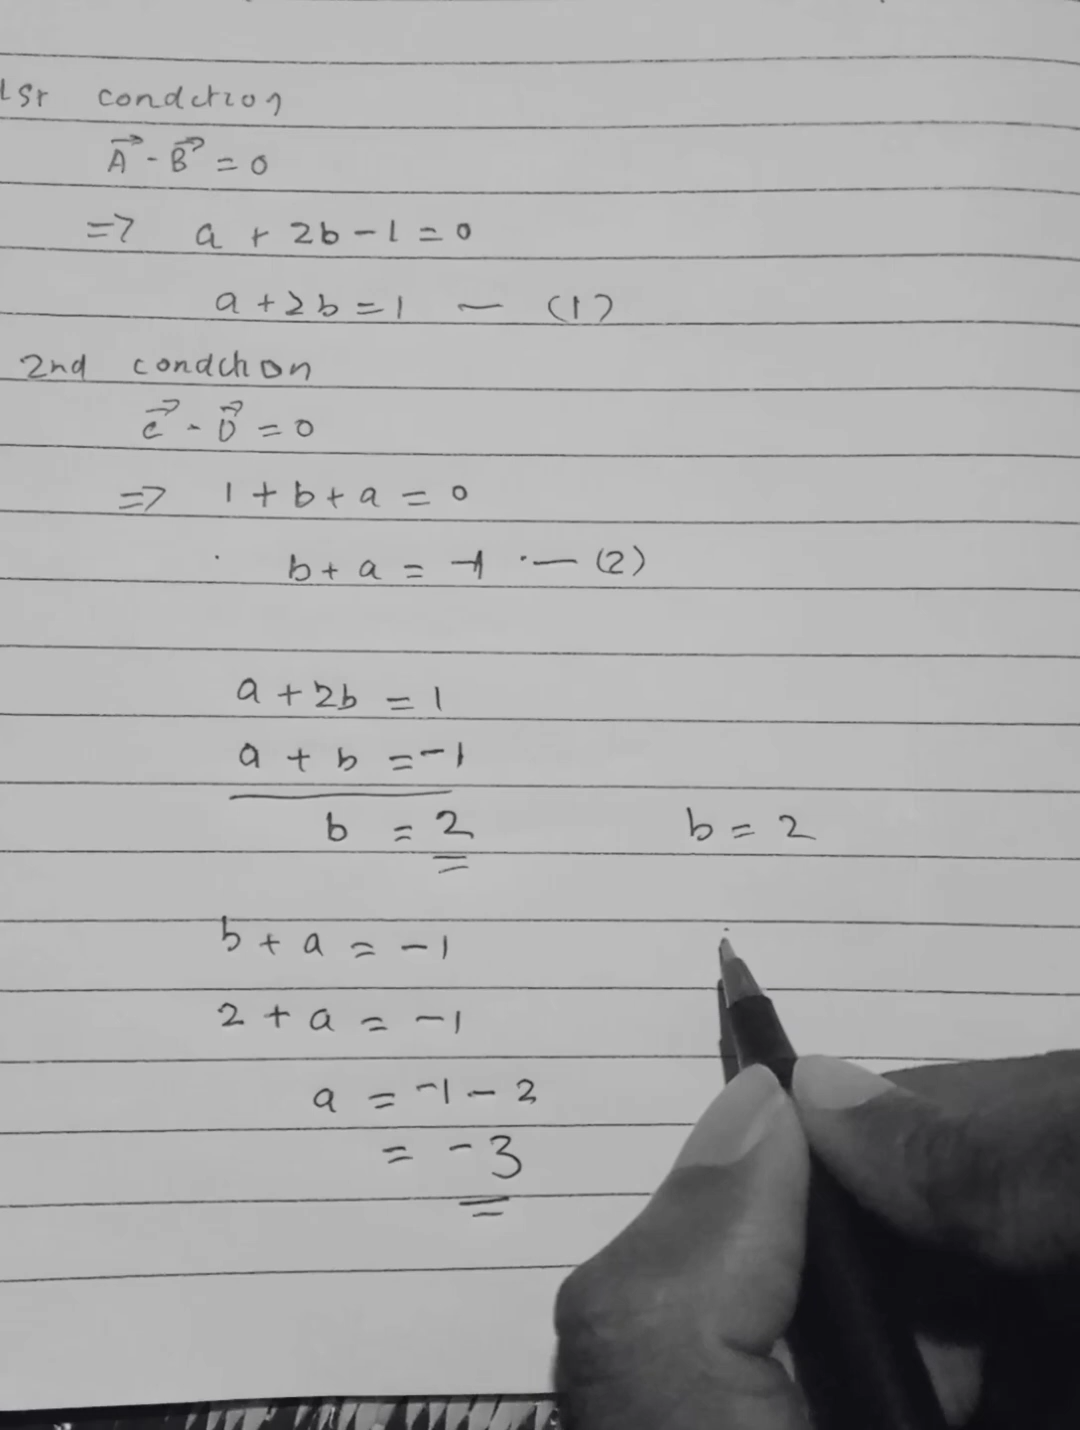 1st condition
A⃗ - B⃗ = 0
=> a + 2b - 1 = 0
a + 2b = 1 — (1)
2nd condition
C⃗ - D⃗ = 0
=> 1 + b + a = 0
b + a = -1 — (2)
a + 2b = 1
a + b = -1
b = 2 b = 2
b + a = -1
2 + a = -1
a = -1 - 2
= -3